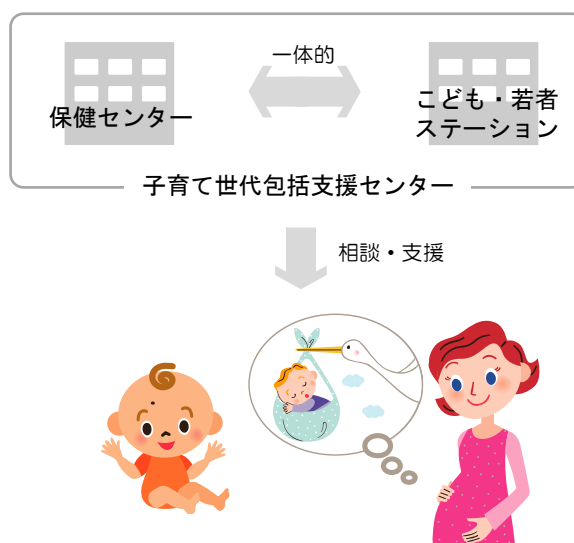 一体的
保健センター
こども・若者
ステーション
子育て世代包括支援センター
相談・支援